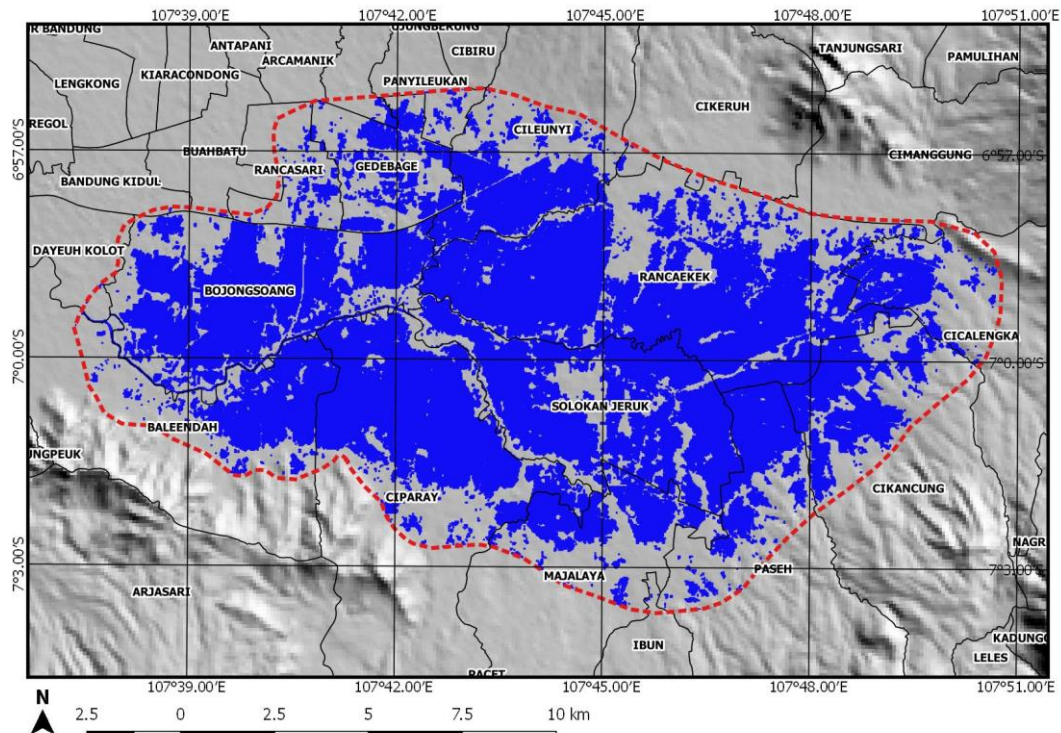 107°39.00'E 107°42.00'E 107°45.00'E 107°48.00'E 107°51.00'E
R BANDUNG
ANTAPANI
UJUNGBERUNG
CIBIRU
TANJUNGSARI
PAMULIHAN
ARCAMANIK
KIARACONDONG
LENGKONG
PANYILEUKAN
CIKERUH
REGOL
CILEUNYI
6°57.00'S
BUAHBATU
CIMANGGUNG
6°57.00'S
RANCASARI
GEDEBAGE
BANDUNG KIDUL
DAYEUH KOLOT
BOJONGSOANG
RANCAEKEK
CICALENGKA
7°0.00'S
7°0.00'S
SOLOKAN JERUK
BALEENDAH
UNGPEUK
CIPARAY
CIKANCUNG
NAGR
7°3.00'S
MAJALAYA
PASEH
7°3.00'S
ARJASARI
KADUNGO
IBUN
LELES
PACET
107°39.00'E 107°42.00'E 107°45.00'E 107°48.00'E 107°51.00'E
N
2.5 0 2.5 5 7.5 10 km